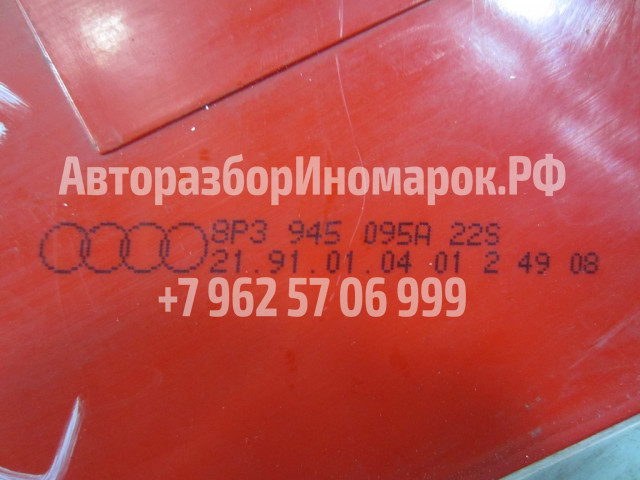 АвторазборИномарок.РФ
8P3 945 095A 22S
21.91.01.04 01 2 49 08
+7 962 57 06 999